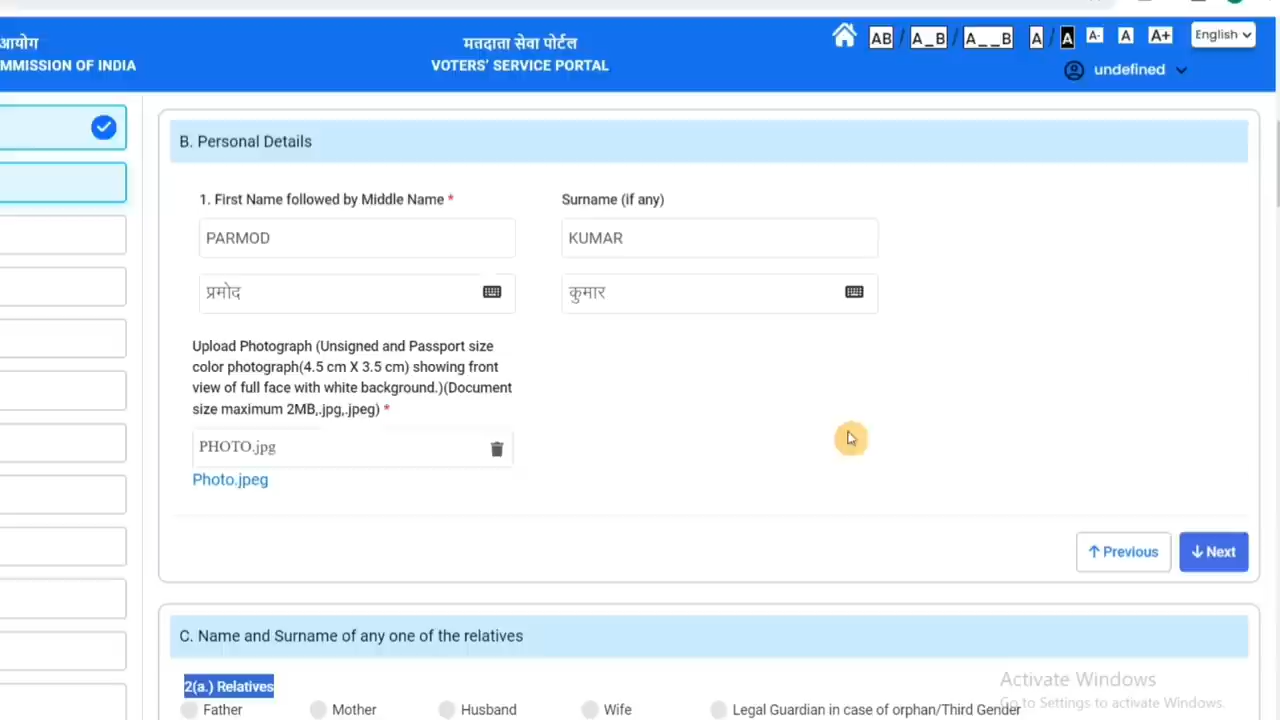 आयोग
MMISSION OF INDIA
मतदाता सेवा पोर्टल
VOTERS' SERVICE PORTAL
AB / A_B / A__B A / A A- A A+ English
undefined
B. Personal Details
1. First Name followed by Middle Name * Surname (if any)
PARMOD KUMAR
प्रमोद कुमार
Upload Photograph (Unsigned and Passport size
color photograph(4.5 cm X 3.5 cm) showing front
view of full face with white background.)(Document
size maximum 2MB,.jpg,.jpeg) *
PHOTO.jpg
Photo.jpeg
Previous Next
C. Name and Surname of any one of the relatives
2(a.) Relatives
Father Mother Husband Wife Legal Guardian in case of orphan/Third Gender
Activate Windows
Go to Settings to activate Windows.